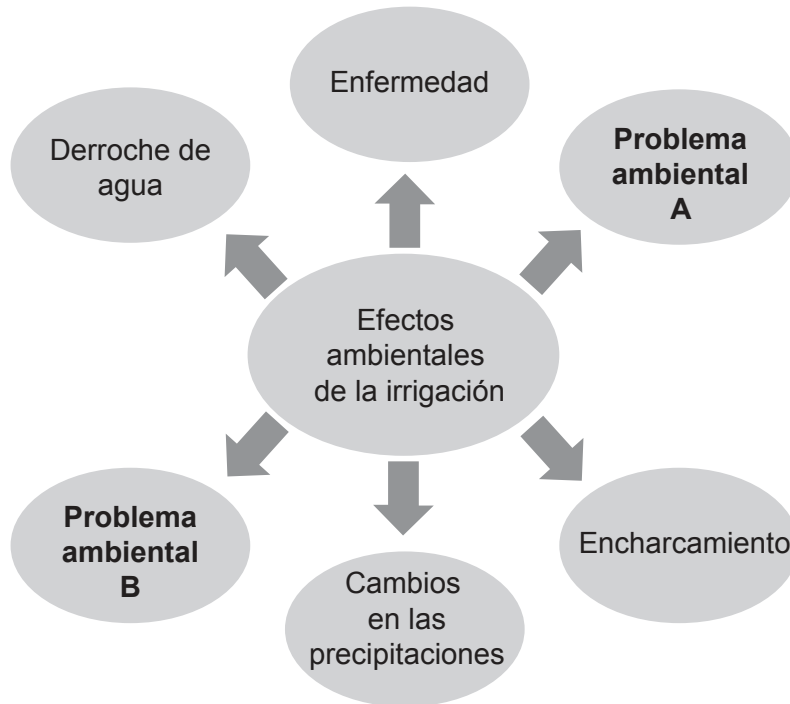 Enfermedad
Derroche de
agua
Problema
ambiental
A
Efectos
ambientales
de la irrigación
Problema
ambiental
B
Encharcamiento
Cambios
en las
precipitaciones